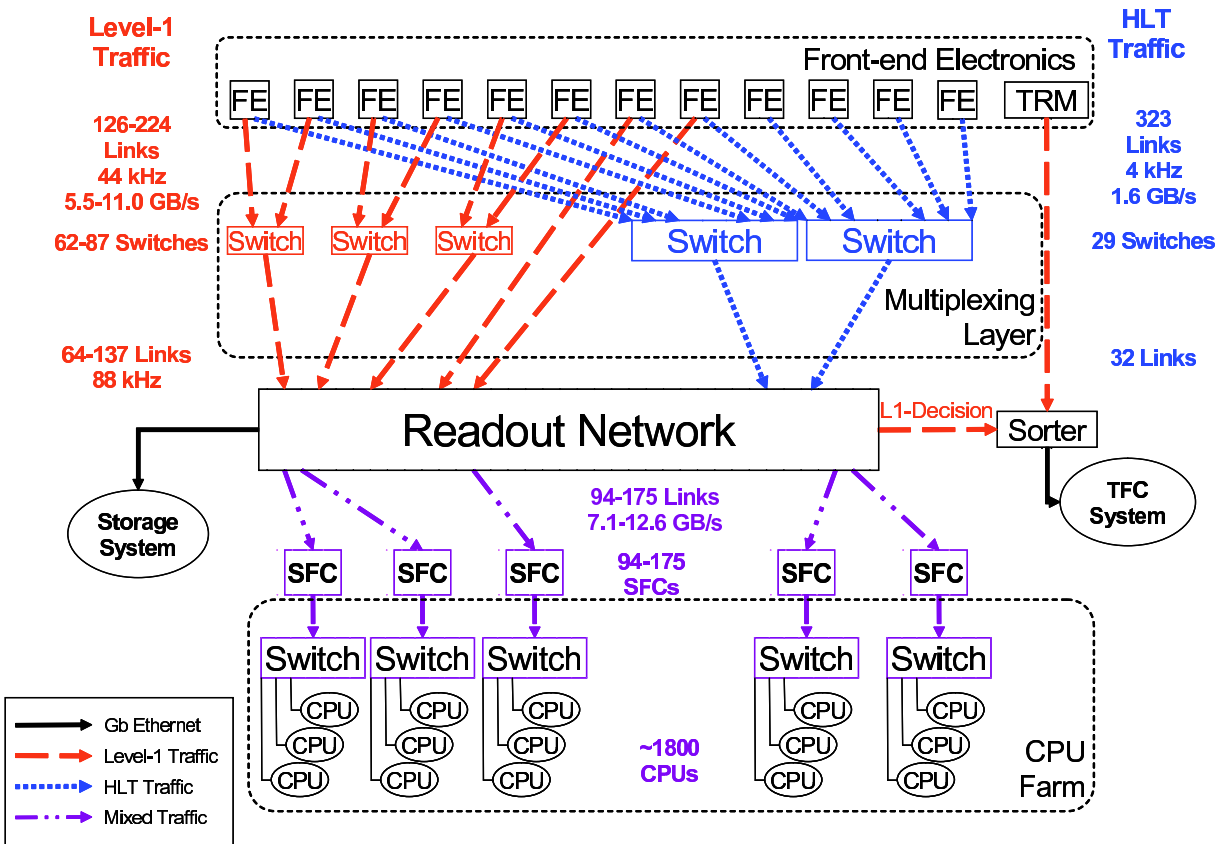 Level-1
Traffic
HLT
Traffic
Front-end Electronics
FE FE FE FE FE FE FE FE FE FE FE FE TRM
126-224
Links
44 kHz
5.5-11.0 GB/s
323
Links
4 kHz
1.6 GB/s
62-87 Switches
Switch Switch Switch Switch Switch
29 Switches
Multiplexing
Layer
64-137 Links
88 kHz
32 Links
Readout Network
L1-Decision
Sorter
Storage
System
TFC
System
94-175 Links
7.1-12.6 GB/s
SFC SFC SFC SFC SFC
94-175
SFCs
Switch Switch Switch Switch Switch
CPU CPU CPU CPU CPU
CPU CPU CPU CPU CPU
CPU CPU CPU CPU CPU
~1800
CPUs
CPU
Farm
Gb Ethernet
Level-1 Traffic
HLT Traffic
Mixed Traffic